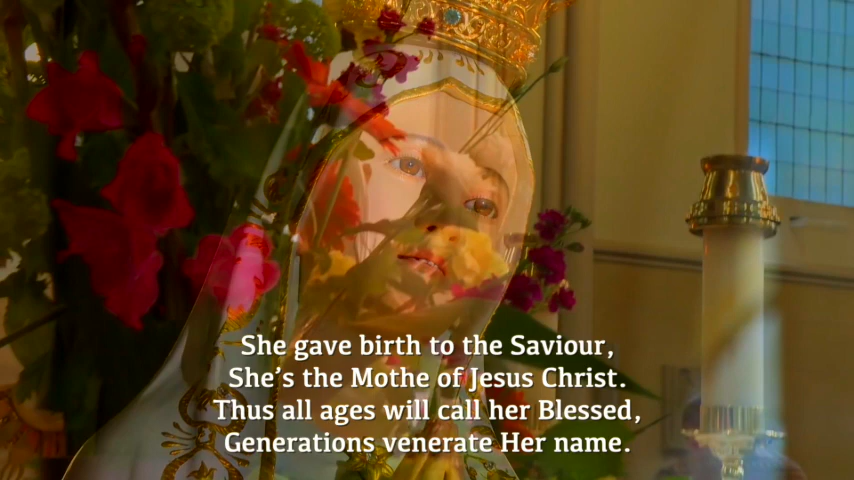 She gave birth to the Saviour,
She's the Mothe of Jesus Christ.
Thus all ages will call her Blessed,
Generations venerate Her name.